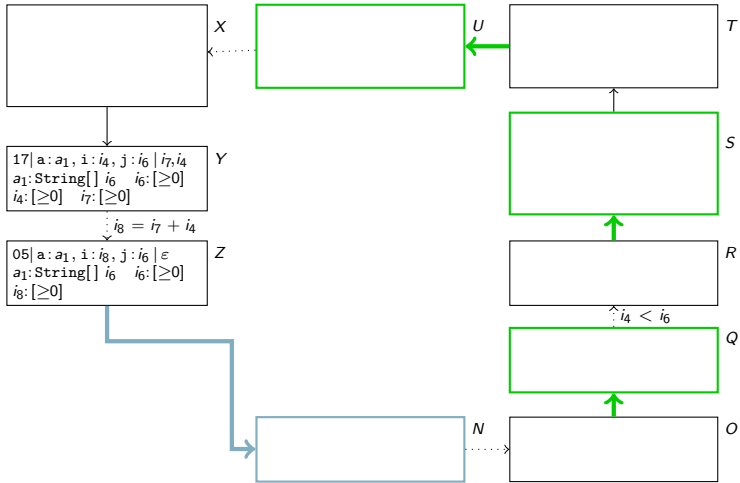 X
U
T
17| a : a₁, i : i₄, j : i₆ | i₇, i₄
a₁: String[ ] i₆ i₆: [≥0]
i₄: [≥0] i₇: [≥0]
Y
S
i₈ = i₇ + i₄
05| a : a₁, i : i₈, j : i₆ | ε
a₁: String[ ] i₆ i₆: [≥0]
i₈: [≥0]
Z
R
i₄ < i₆
Q
N
O